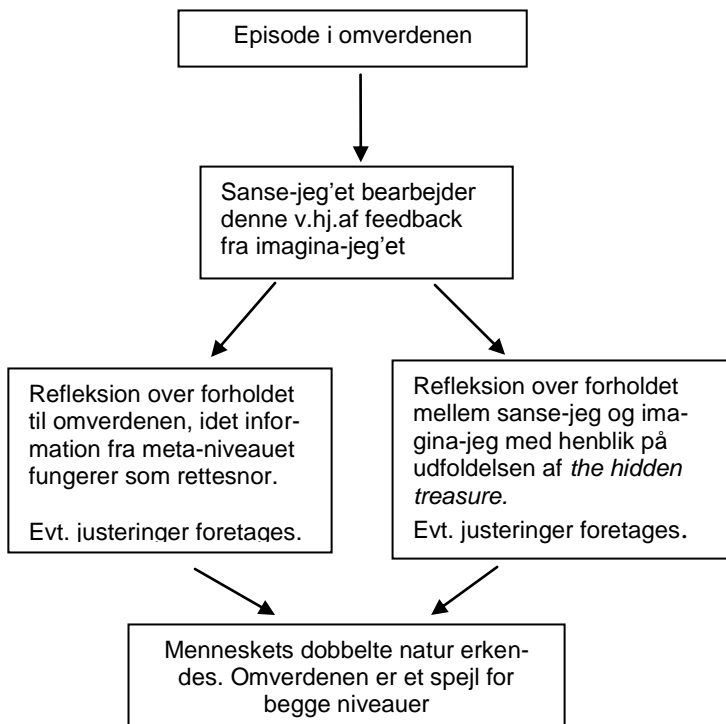 Episode i omverdenen
Sanse-jeg’et bearbejder
denne v.hj.af feedback
fra imagina-jeg’et
Refleksion over forholdet
til omverdenen, idet infor-
mation fra meta-niveauet
fungerer som rettesnor.
Evt. justeringer foretages.
Refleksion over forholdet
mellem sanse-jeg og ima-
gina-jeg med henblik på
udfoldelsen af the hidden
treasure.
Evt. justeringer foretages.
Menneskets dobbelte natur erken-
des. Omverdenen er et spejl for
begge niveauer